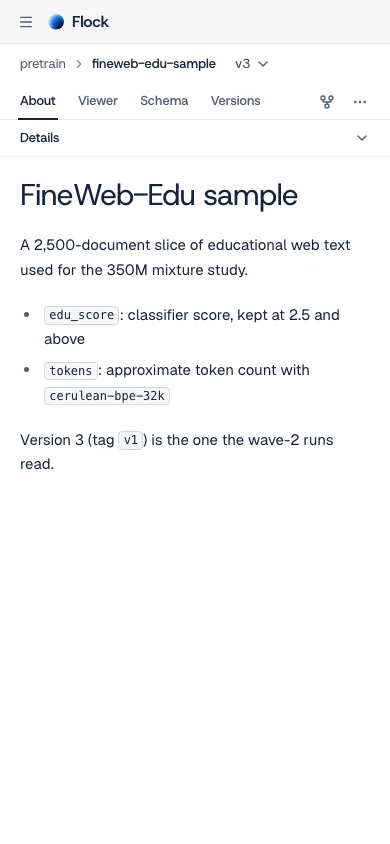 Flock
pretrain
fineweb-edu-sample
v3
About
Viewer
Schema
Versions
Details
FineWeb-Edu sample
A 2,500-document slice of educational web text
used for the 350M mixture study.
edu_score: classifier score, kept at 2.5 and
above
tokens: approximate token count with
cerulean-bpe-32k
Version 3 (tag v1) is the one the wave-2 runs
read.